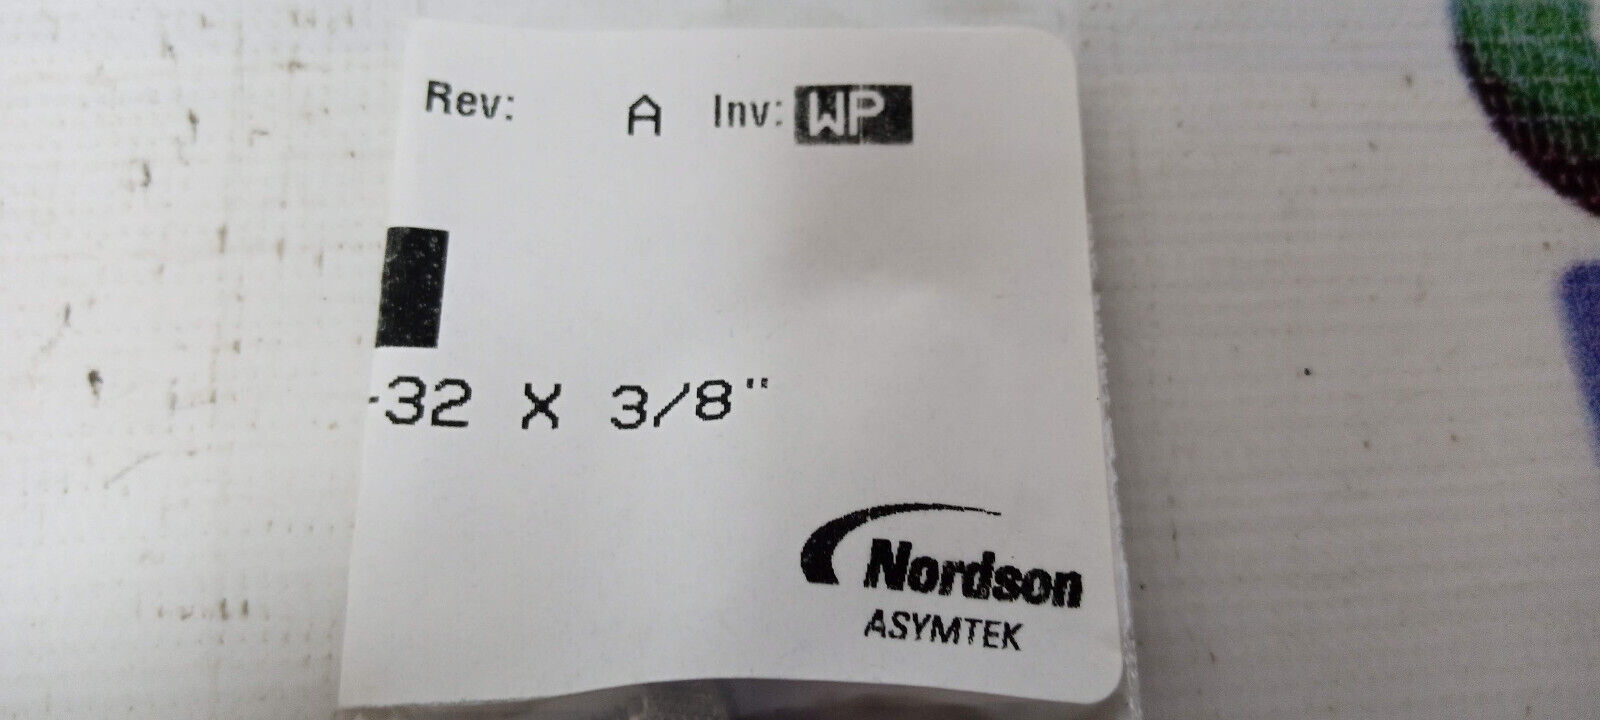 Rev: A Inv: WP
-32 X 3/8"
Nordson
ASYMTEK